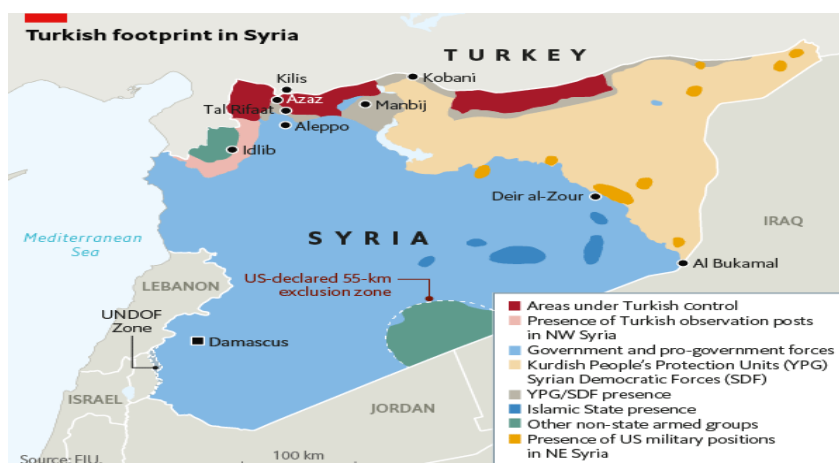 Turkish footprint in Syria
TURKEY
Kilis
Kobani
Azaz
Tal Rifaat
Manbij
Aleppo
Idlib
Deir al-Zour
IRAQ
SYRIA
Mediterranean
Sea
Al Bukamal
US-declared 55-km
exclusion zone
LEBANON
UNDOF
Zone
Damascus
ISRAEL
JORDAN
Areas under Turkish control
Presence of Turkish observation posts
in NW Syria
Government and pro-government forces
Kurdish People's Protection Units (YPG)
Syrian Democratic Forces (SDF)
YPG/SDF presence
Islamic State presence
Other non-state armed groups
Presence of US military positions
in NE Syria
100 km
Source: EIU.